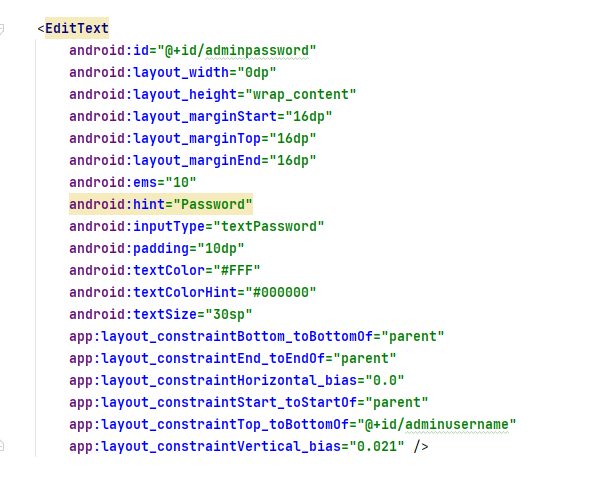 <EditText
android:id="@+id/adminpassword"
android:layout_width="0dp"
android:layout_height="wrap_content"
android:layout_marginStart="16dp"
android:layout_marginTop="16dp"
android:layout_marginEnd="16dp"
android:ems="10"
android:hint="Password"
android:inputType="textPassword"
android:padding="10dp"
android:textColor="#FFF"
android:textColorHint="#000000"
android:textSize="30sp"
app:layout_constraintBottom_toBottomOf="parent"
app:layout_constraintEnd_toEndOf="parent"
app:layout_constraintHorizontal_bias="0.0"
app:layout_constraintStart_toStartOf="parent"
app:layout_constraintTop_toBottomOf="@+id/adminusername"
app:layout_constraintVertical_bias="0.021" />